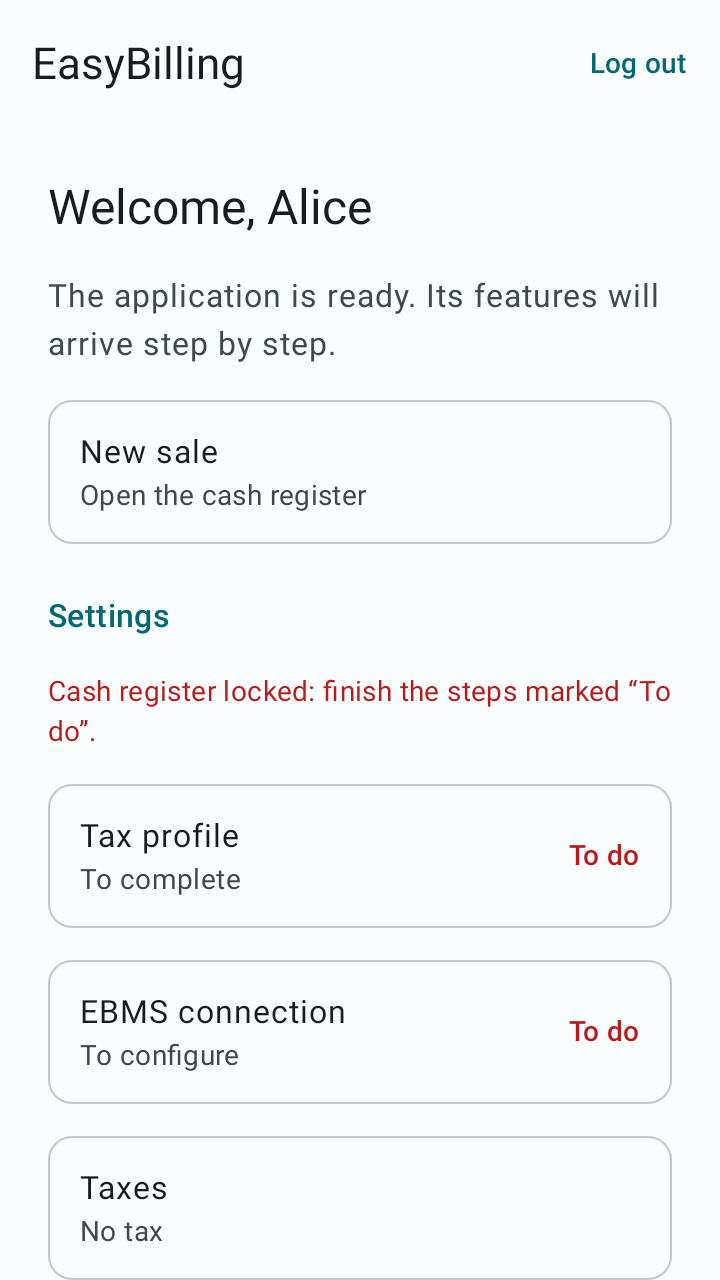 EasyBilling
Log out
Welcome, Alice
The application is ready. Its features will
arrive step by step.
New sale
Open the cash register
Settings
Cash register locked: finish the steps marked “To
do”.
Tax profile
To complete
To do
EBMS connection
To configure
To do
Taxes
No tax